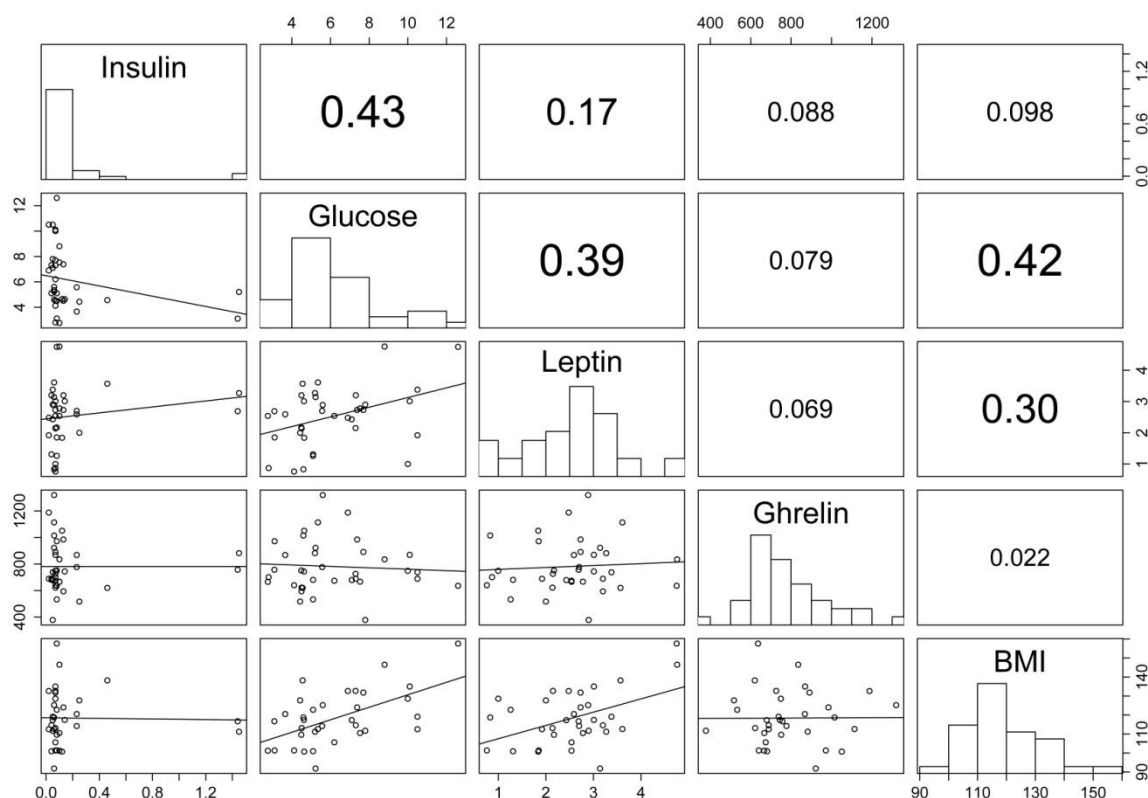 4 6 8 10 12 400 600 800 1200
Insulin 0.43 0.17 0.088 0.098 0.0 0.6 1.2
4 6 8 12 Glucose 0.39 0.079 0.42
Leptin 0.069 0.30 1 2 3 4
400 800 1200 Ghrelin 0.022
BMI 90 110 140
0.0 0.4 0.8 1.2 1 2 3 4 90 110 130 150